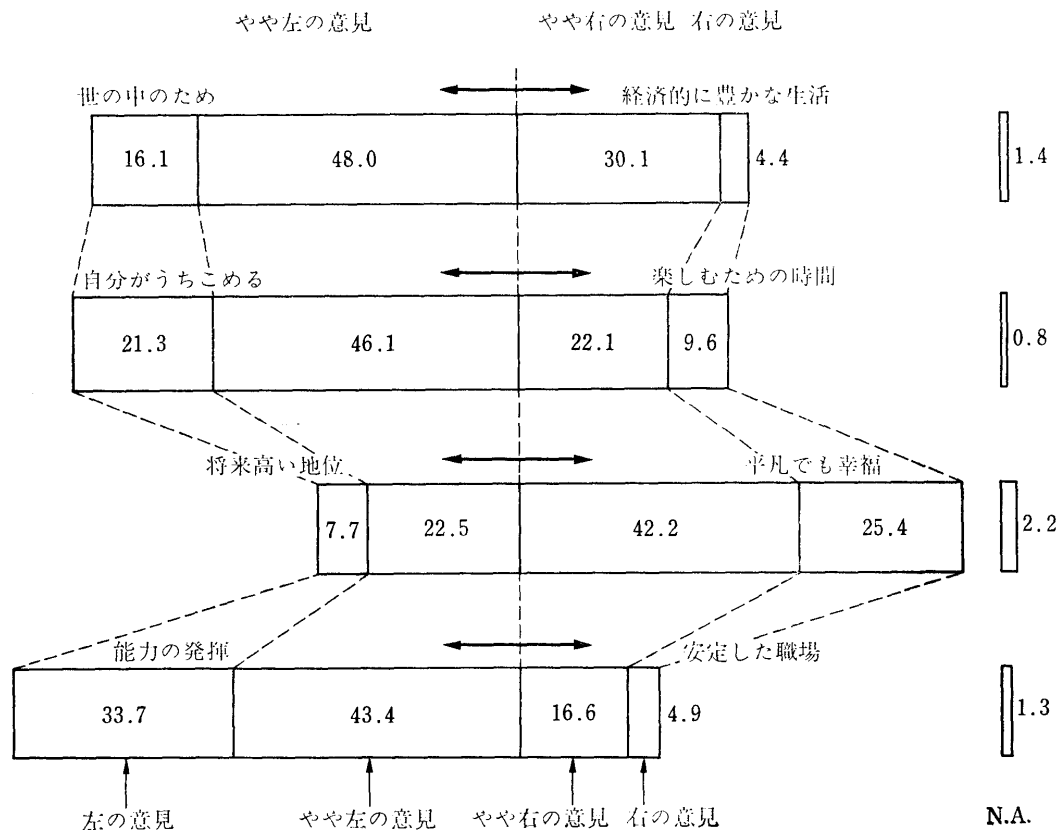 やや左の意見 やや右の意見 右の意見
世の中のため 経済的に豊かな生活
16.1 48.0 30.1 4.4 1.4
自分がうちこめる 楽しむための時間
21.3 46.1 22.1 9.6 0.8
将来高い地位 平凡でも幸福
7.7 22.5 42.2 25.4 2.2
能力の発揮 安定した職場
33.7 43.4 16.6 4.9 1.3
左の意見 やや左の意見 やや右の意見 右の意見 N.A.